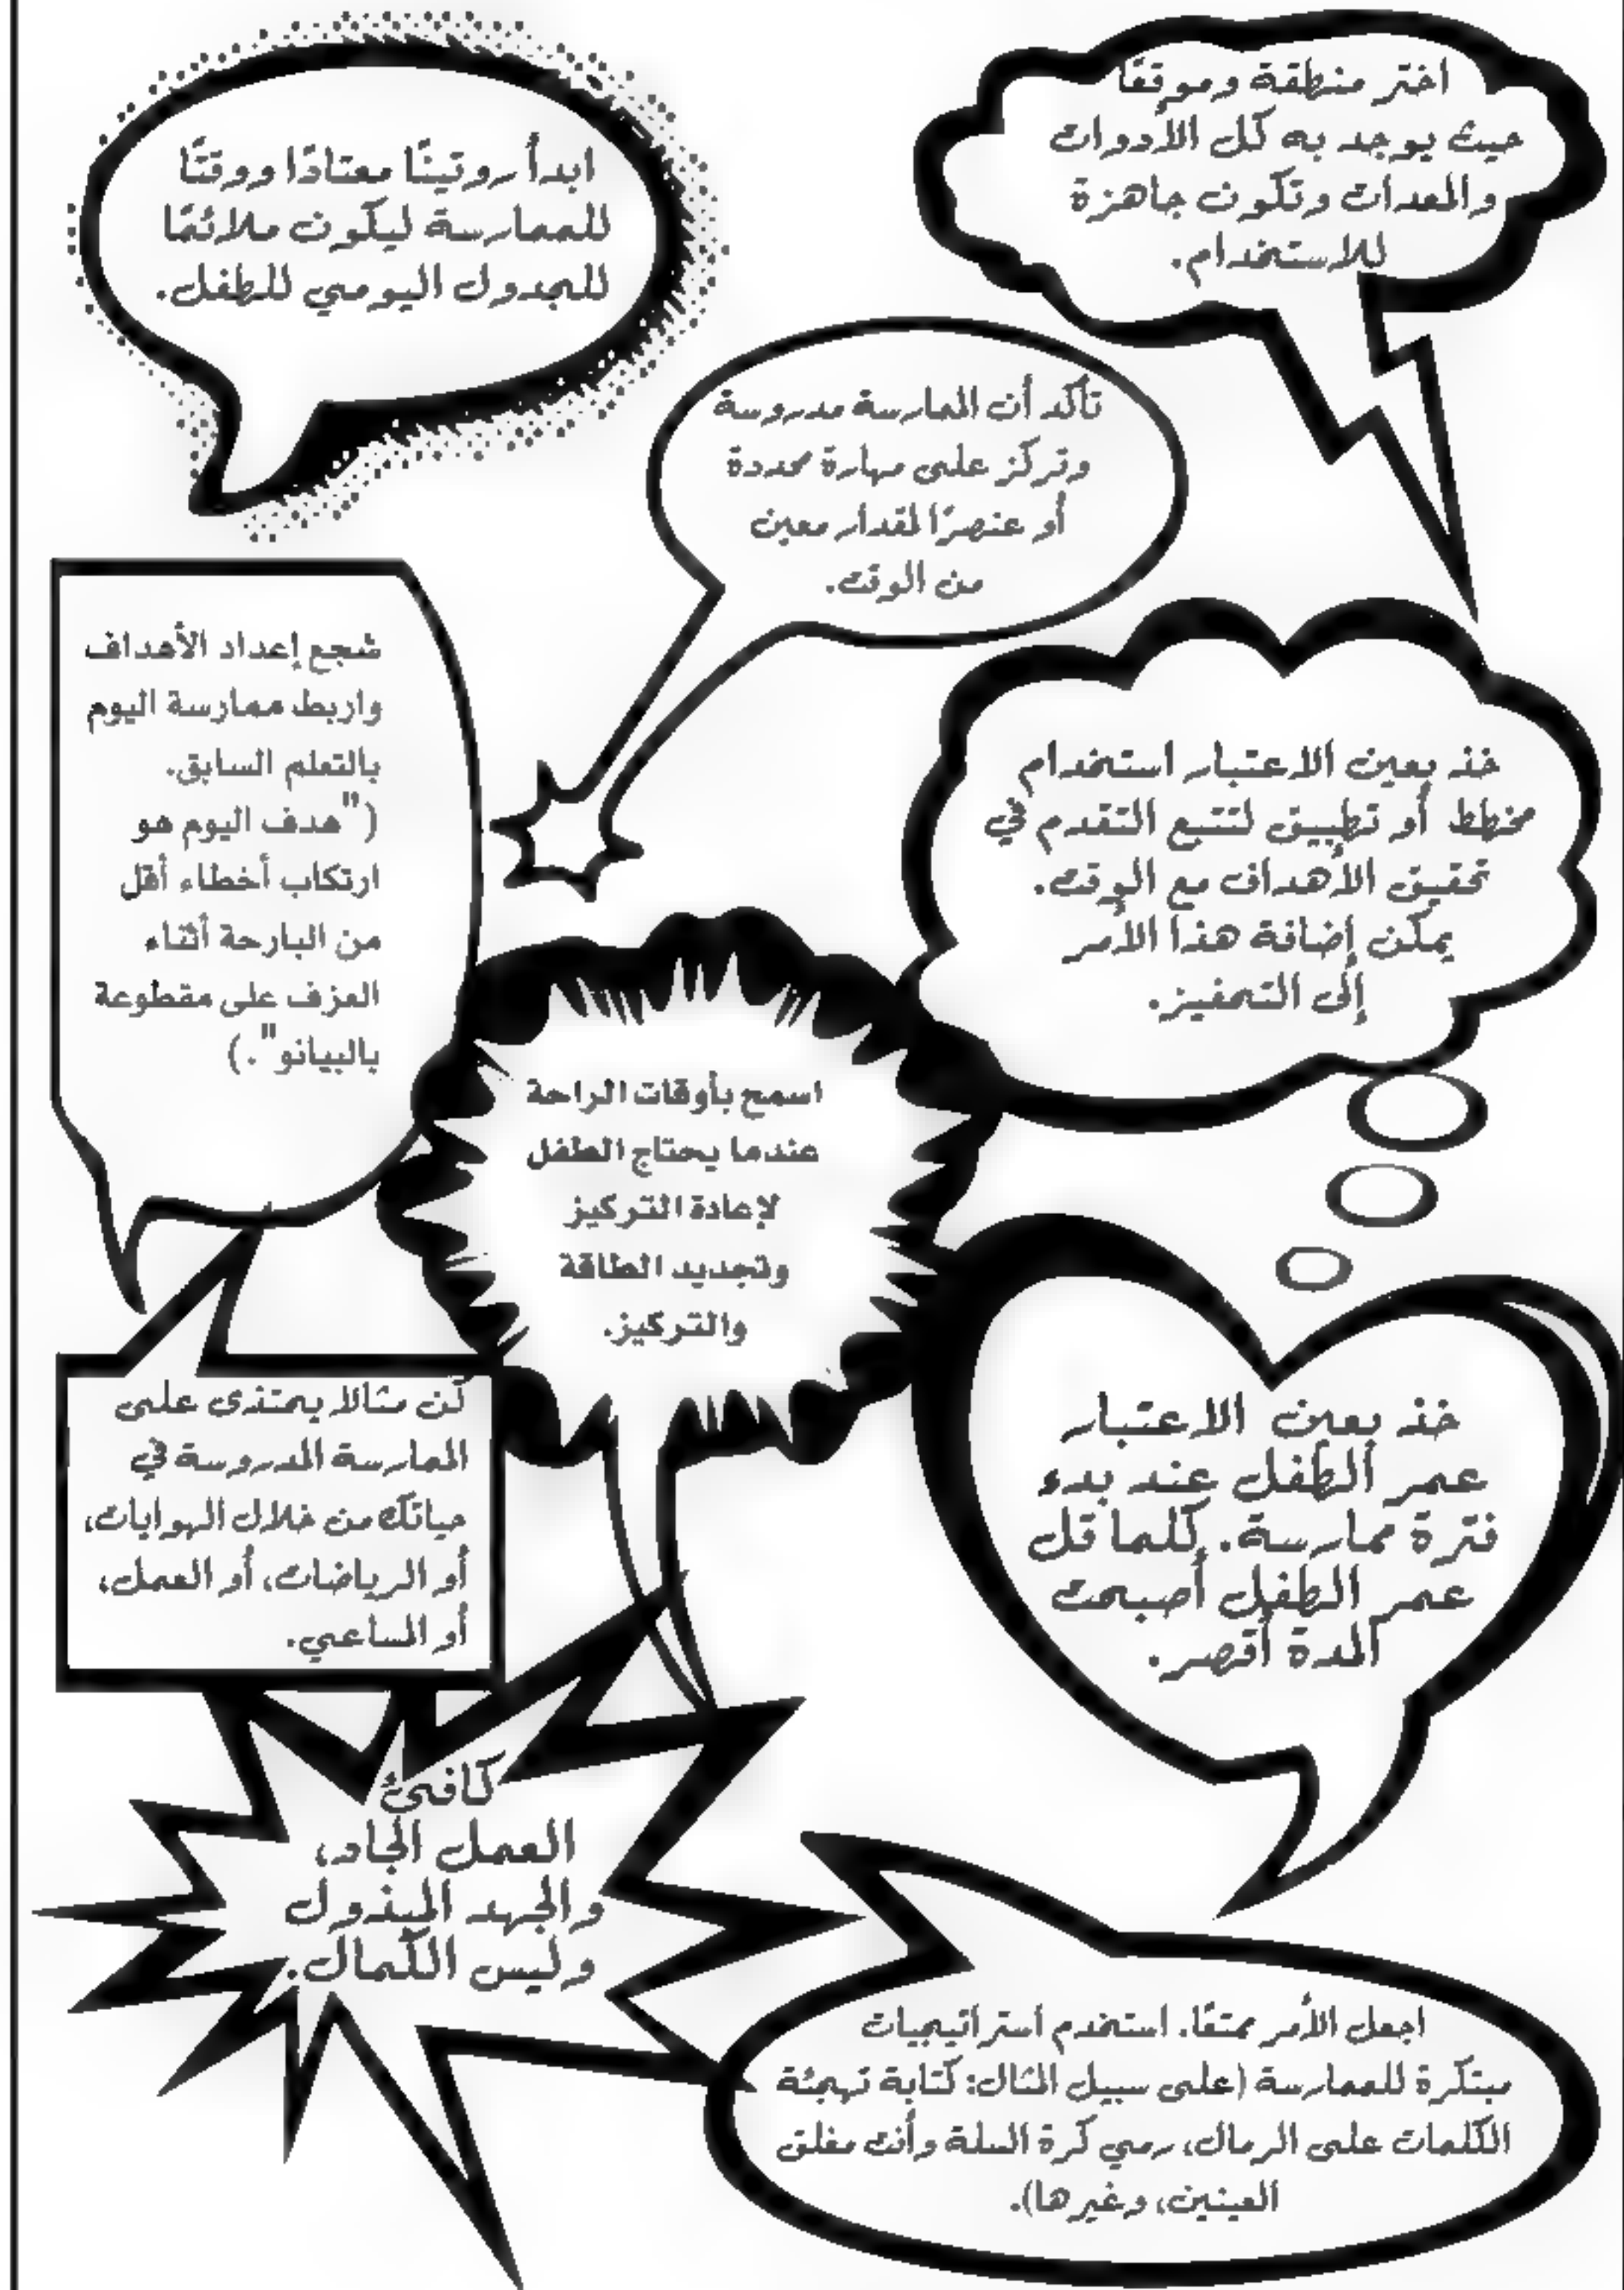 اختر منطقة وموقعًا
حيث يوجد به كل الأدوات
والمعدات وتكون جاهزة
للاستخدام.
ابدأ روتينًا معتادًا ووقتًا
للممارسة ليكون ملائمًا
للجدول اليومي للطفل.
تأكد أن الممارسة مدروسة
وتركز على مهارة محددة
أو عنصرًا لمقدار معين
من الوقت.
شجع إعداد الأهداف
واربط ممارسة اليوم
بالتعلم السابق.
("هدف اليوم هو
ارتكاب أخطاء أقل
من البارحة أثناء
العزف على مقطوعة
بالبيانو".)
خذ بعين الاعتبار استخدام
مخطط أو تطبيق لتتبع التقدم في
تحقيق الأهداف مع الوقت.
يمكن إضافة هذا الأمر
إلى التحفيز.
اسمح بأوقات الراحة
عندما يحتاج الطفل
لإعادة التركيز
وتجديد الطاقة
والتركيز.
خذ بعين الاعتبار
عمر الطفل عند بدء
فترة ممارسة. كلما قل
عمر الطفل أصبحت
المدة أقصر.
كن مثالا يحتذى على
الممارسة المدروسة في
حياتك من خلال الهوايات،
أو الرياضات، أو العمل،
أو المساعي.
كافئ
العمل الجاد،
والجهد المبذول
وليس الكمال.
اجعل الأمر ممتعًا. استخدم استراتيجيات
مبتكرة للممارسة (على سبيل المثال: كتابة تهجئة
الكلمات على الرمال، رمي كرة السلة وأنت مغلق
العينين، وغيرها).